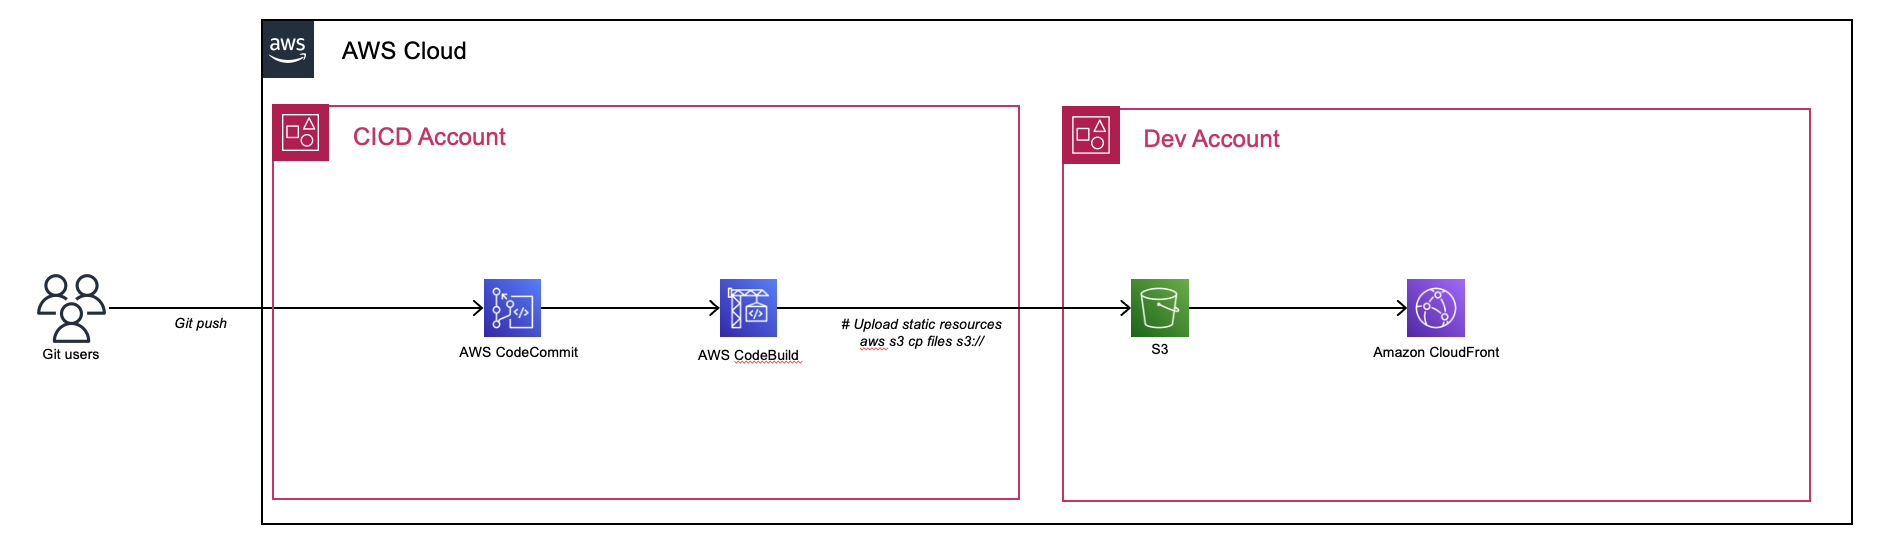 aws
AWS Cloud
CICD Account
Dev Account
Git push
Git users
AWS CodeCommit
AWS CodeBuild
# Upload static resources
aws s3 cp files s3://
S3
Amazon CloudFront